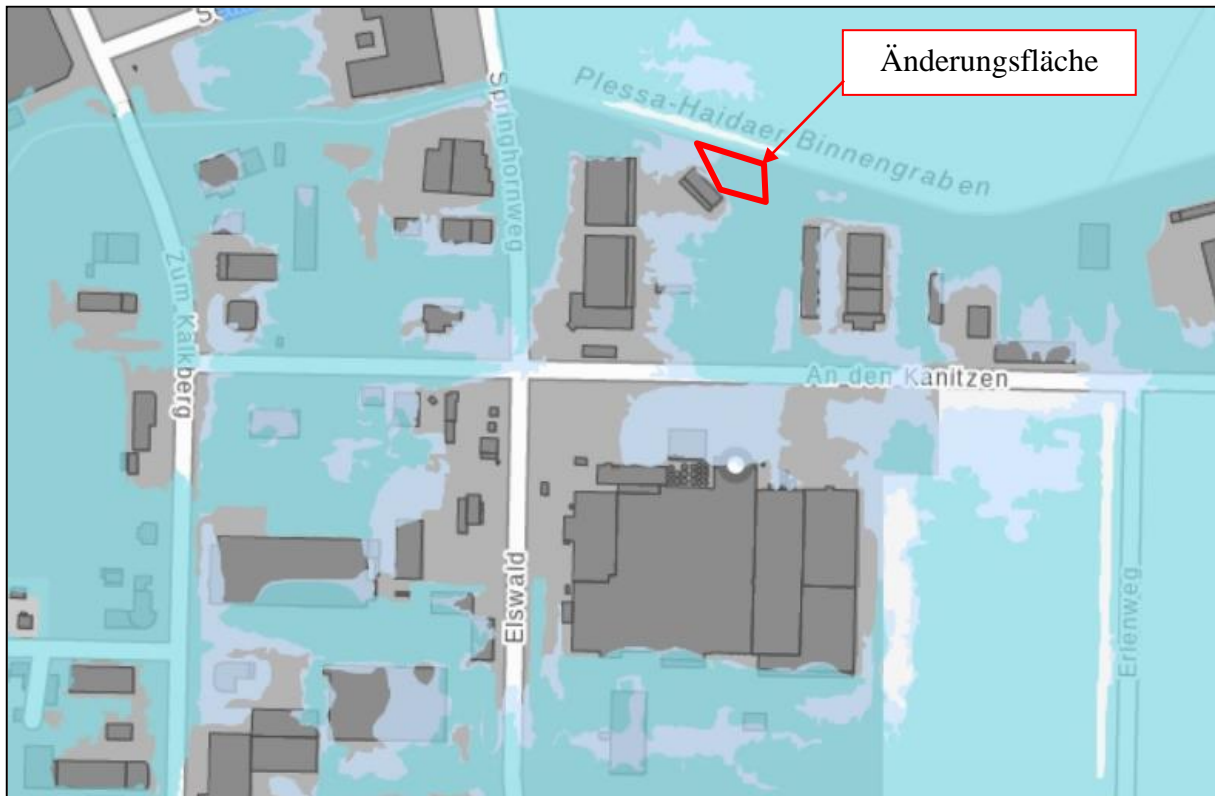 Änderungsfläche
Plessa-Haidaer Binnengraben
Springhornweg
Zum Kalkberg
An den Kanitzen
Elswald
Erlenweg